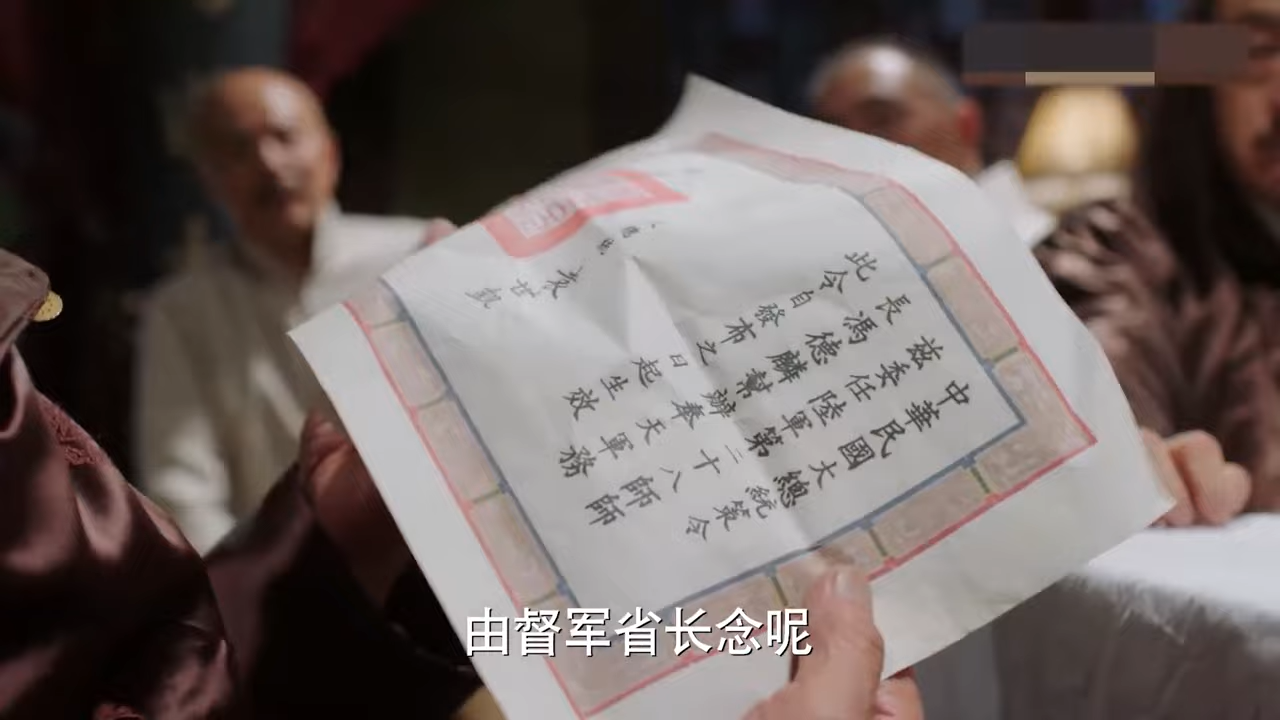 中華民國大總統策令
茲委任陸軍第二十八師師
長馮德麟幫辦奉天軍務
此令自發布之日起生效
袁世凱
由督军省长念呢